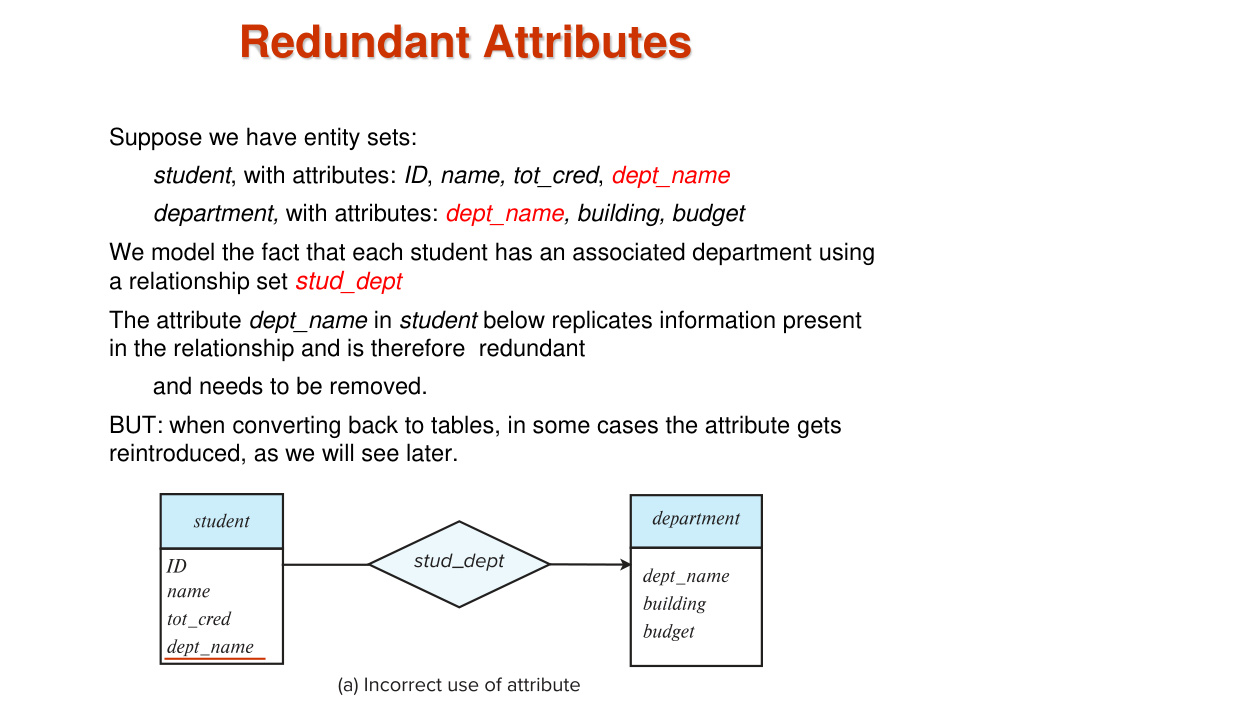 Redundant Attributes
Suppose we have entity sets:
student, with attributes: ID, name, tot_cred, dept_name
department, with attributes: dept_name, building, budget
We model the fact that each student has an associated department using
a relationship set stud_dept
The attribute dept_name in student below replicates information present
in the relationship and is therefore  redundant
and needs to be removed.
BUT: when converting back to tables, in some cases the attribute gets
reintroduced, as we will see later.
student
ID
name
tot_cred
dept_name
stud_dept
department
dept_name
building
budget
(a) Incorrect use of attribute